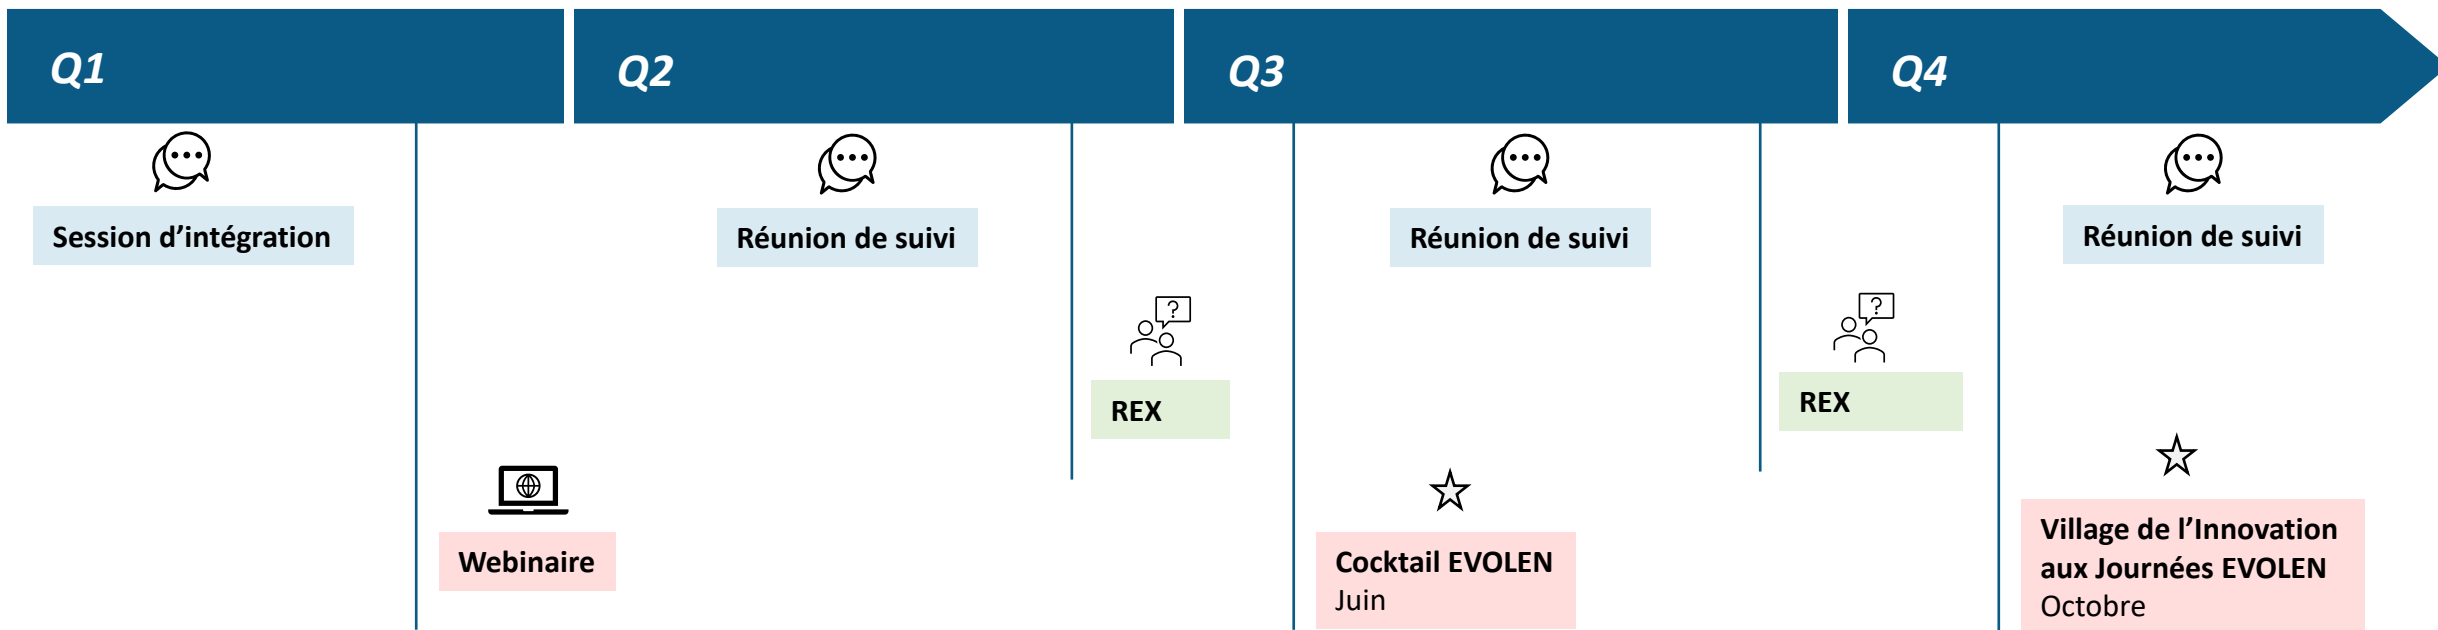 Q1
Q2
Q3
Q4
Session d’intégration
Réunion de suivi
Réunion de suivi
Réunion de suivi
?
?
REX
REX
Webinaire
Cocktail EVOLEN
Juin
Village de l’Innovation
aux Journées EVOLEN
Octobre